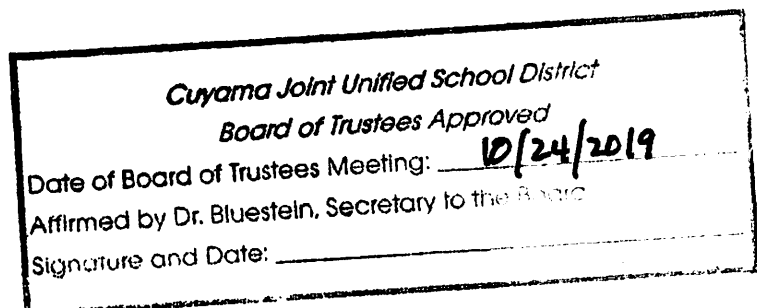 Cuyama Joint Unified School District
Board of Trustees Approved
Date of Board of Trustees Meeting: 10/24/2019
Affirmed by Dr. Bluestein, Secretary to the Board
Signature and Date: